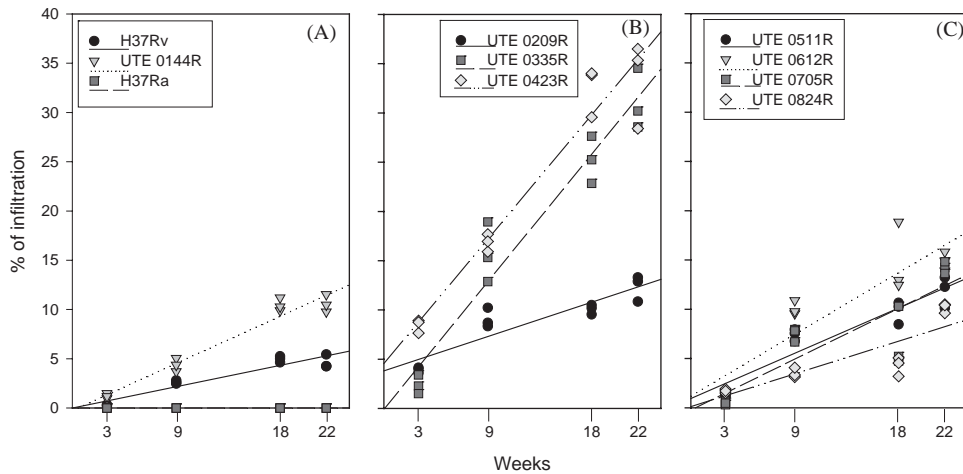 40
35
30
25
20
15
10
5
0
% of infiltration
H37Rv
UTE 0144R
H37Ra
(A)
3 9 18 22
UTE 0209R
UTE 0335R
UTE 0423R
(B)
3 9 18 22
UTE 0511R
UTE 0612R
UTE 0705R
UTE 0824R
(C)
3 9 18 22
Weeks